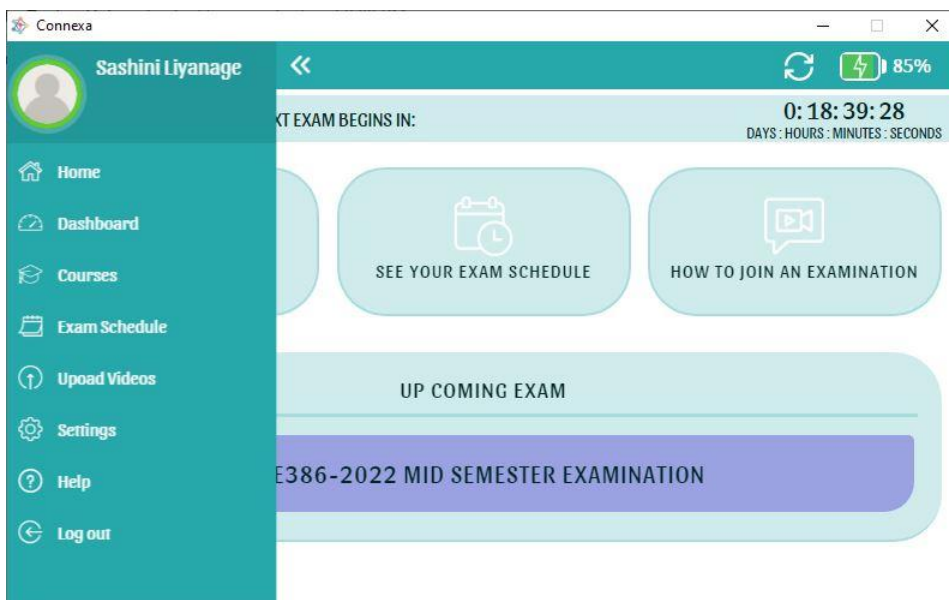 Connexa
Sashini Liyanage
85%
XT EXAM BEGINS IN:
0: 18: 39: 28
DAYS : HOURS : MINUTES : SECONDS
Home
Dashboard
Courses
Exam Schedule
Upoad Videos
Settings
Help
Log out
SEE YOUR EXAM SCHEDULE
HOW TO JOIN AN EXAMINATION
UP COMING EXAM
E386-2022 MID SEMESTER EXAMINATION